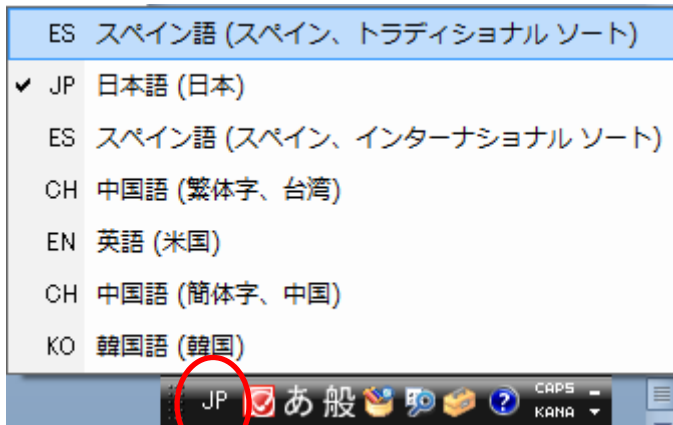 ES スペイン語 (スペイン、トラディショナル ソート)
✔ JP 日本語 (日本)
ES スペイン語 (スペイン、インターナショナル ソート)
CH 中国語 (繁体字、台湾)
EN 英語 (米国)
CH 中国語 (簡体字、中国)
KO 韓国語 (韓国)
JP あ 般 ? CAPS
KANA